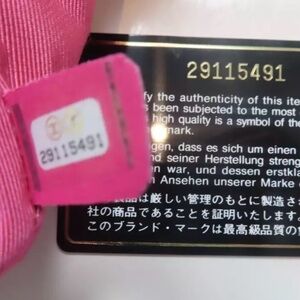 29115491
fy the authenticity of this ite
been subjected to the most
high quality is a symbol of the
mark.
gen, dass es sich um einen
seiner Herstellung streng
en war, und dessen erstkla
Ansehen unserer Marke
製品は厳しい管理のもとに製造さ
社の商品であることを証明いたします
このブランド・マークは最高級品質の
29115491